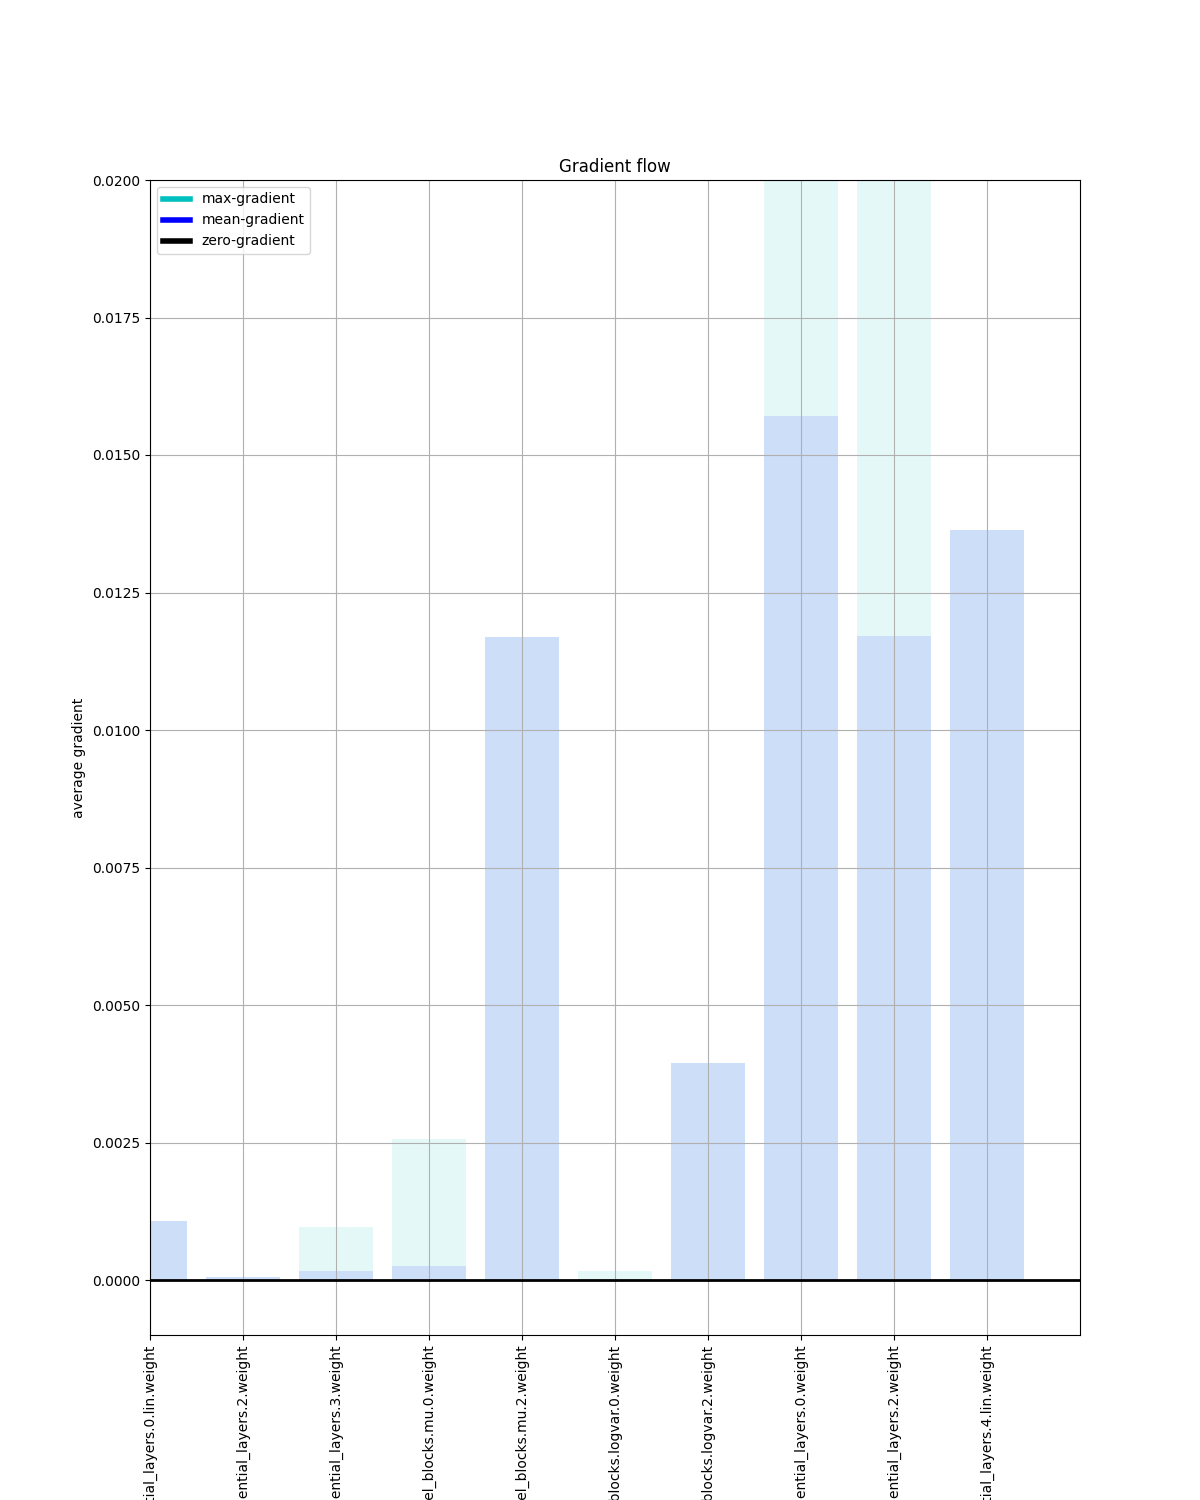 Gradient flow
max-gradient
mean-gradient
zero-gradient
0.0200
0.0175
0.0150
0.0125
0.0100
0.0075
0.0050
0.0025
0.0000
average gradient
tial_layers.0.lin.weight
ential_layers.2.weight
ential_layers.3.weight
el_blocks.mu.0.weight
el_blocks.mu.2.weight
blocks.logvar.0.weight
blocks.logvar.2.weight
ential_layers.0.weight
ential_layers.2.weight
tial_layers.4.lin.weight